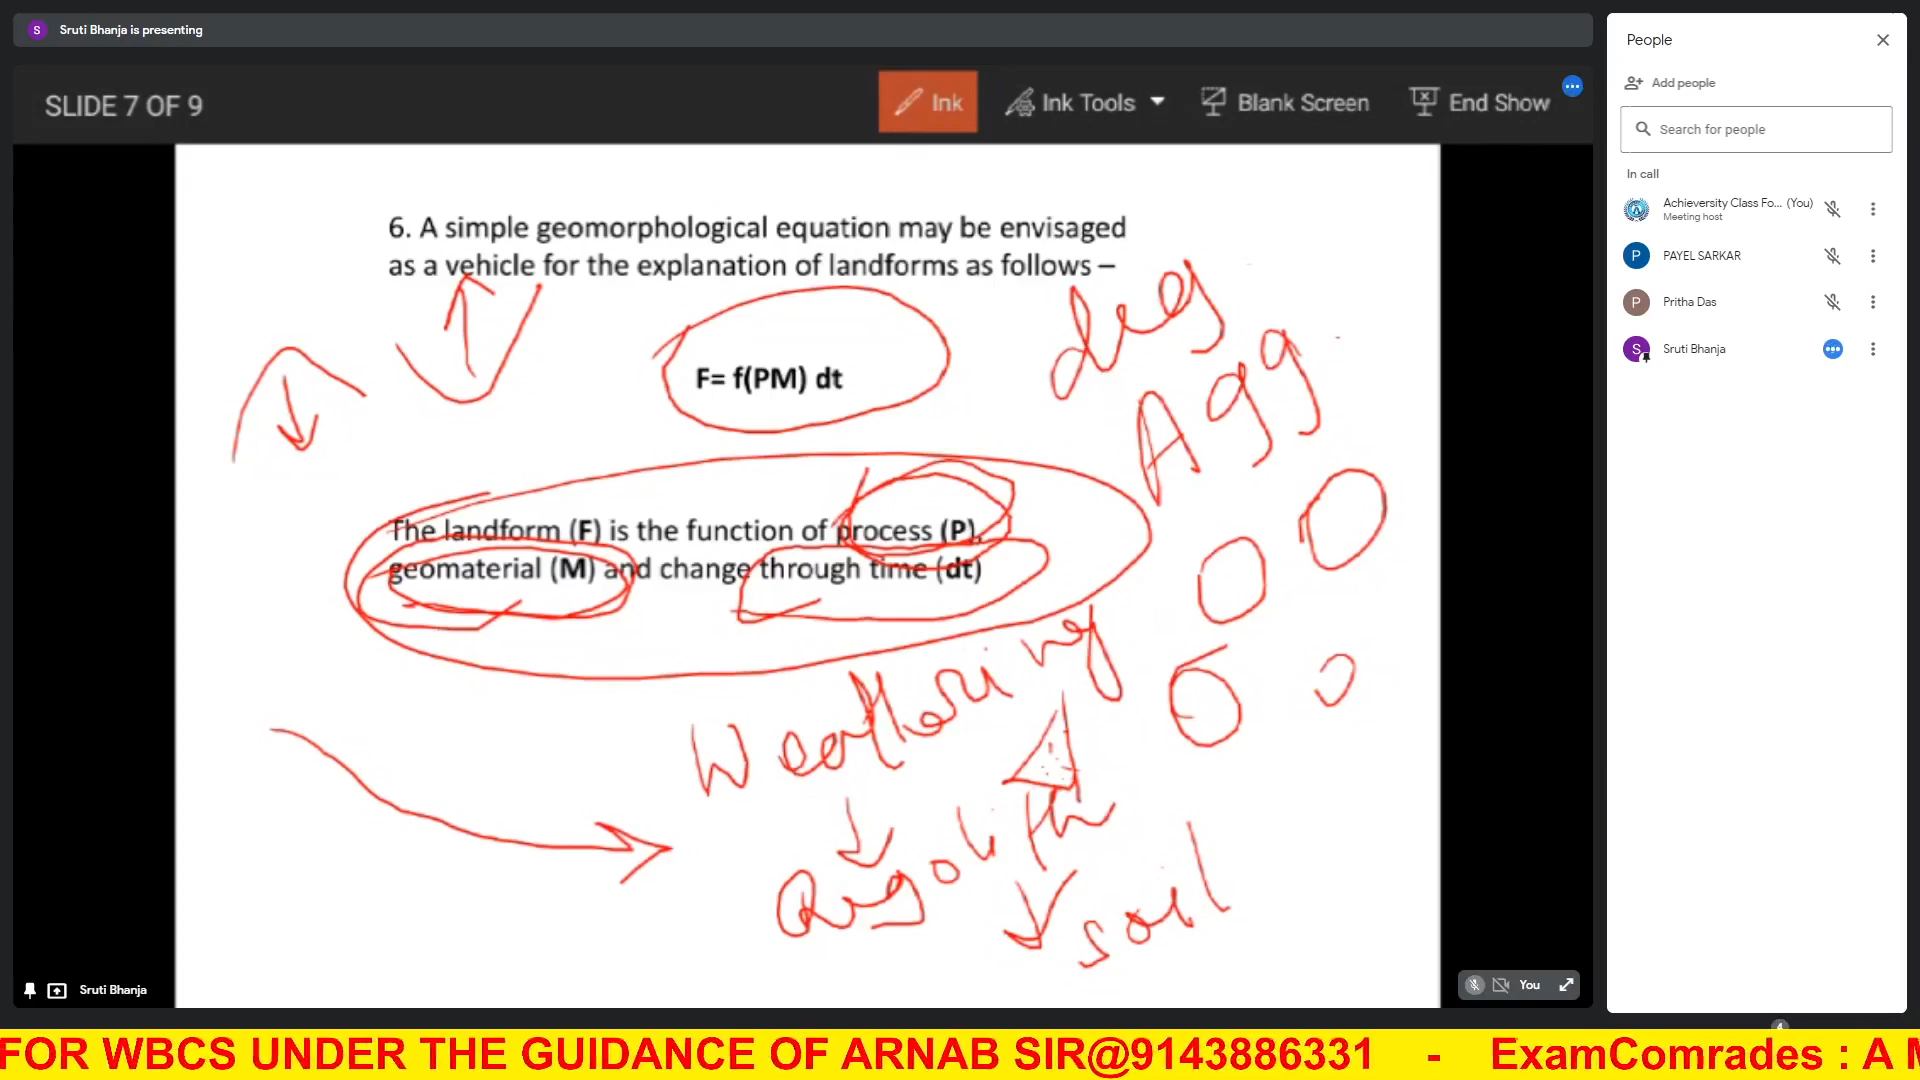 S Sruti Bhanja is presenting
SLIDE 7 OF 9
Ink
Ink Tools
Blank Screen
End Show
6. A simple geomorphological equation may be envisaged
as a vehicle for the explanation of landforms as follows –
F= f(PM) dt
deg
Agg
The landform (F) is the function of process (P),
geomaterial (M) and change through time (dt)
Weathering
Regolith
soil
Sruti Bhanja
You
People
Add people
Search for people
In call
Achieversity Class Fo... (You)
Meeting host
P PAYEL SARKAR
P Pritha Das
S Sruti Bhanja
4
FOR WBCS UNDER THE GUIDANCE OF ARNAB SIR@9143886331 - ExamComrades : A M